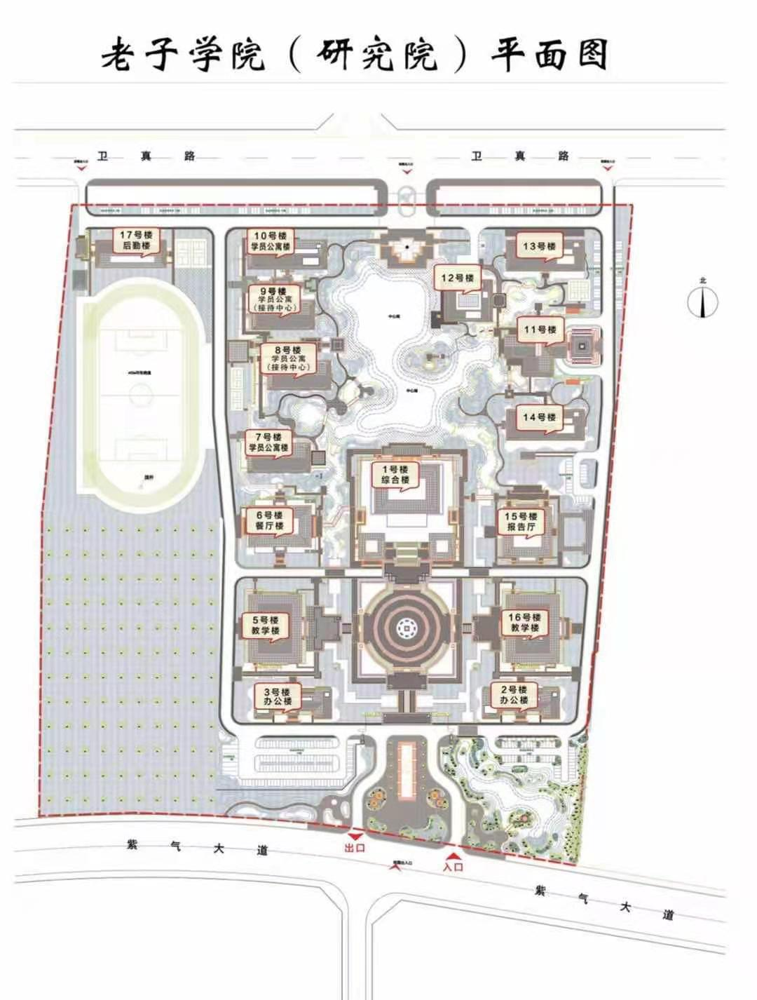 老子学院（研究院）平面图
卫真路
卫真路
17号楼
后勤楼
10号楼
学员公寓楼
13号楼
12号楼
9号楼
学员公寓
（接待中心）
北
中心湖
11号楼
8号楼
学员公寓
（接待中心）
中心湖
14号楼
7号楼
学员公寓楼
1号楼
综合楼
6号楼
餐厅楼
15号楼
报告厅
5号楼
教学楼
16号楼
教学楼
3号楼
办公楼
2号楼
办公楼
紫气大道
出口
入口
紫气大道